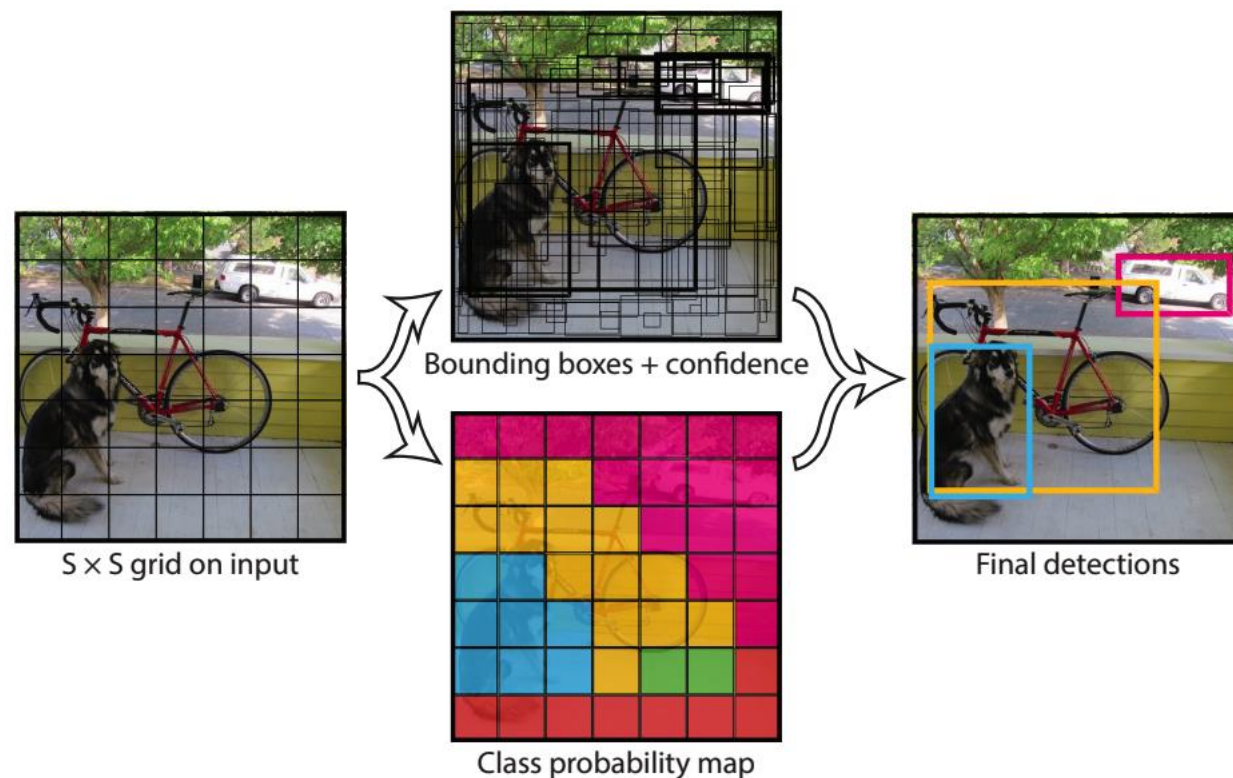 Bounding boxes + confidence
S × S grid on input
Final detections
Class probability map